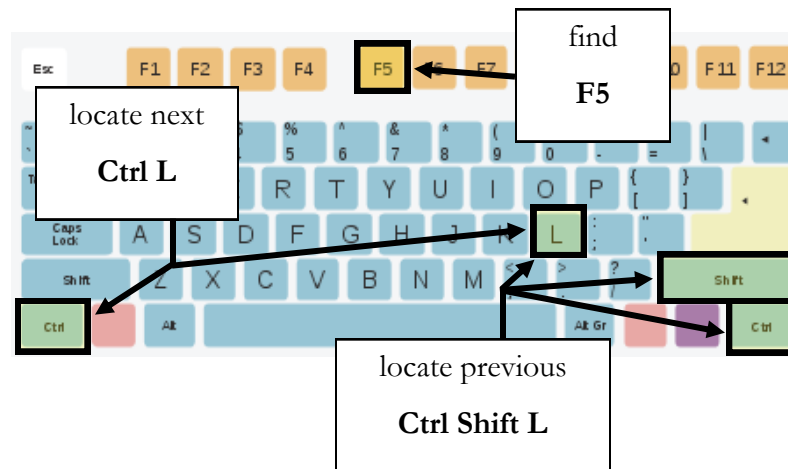 find
F5
Esc F1 F2 F3 F4 F5 F7 F11 F12
locate next
Ctrl L
~ % ^ & * ( | ◄
` 5 6 7 8 9 0 - = \
R T Y U I O P { [ } ]
◄
Caps Lock A S D F G H J K L : ; " '
Shift Z X C V B N M < > . ? / Shift
Ctrl Alt Alt Gr Ctrl
locate previous
Ctrl Shift L